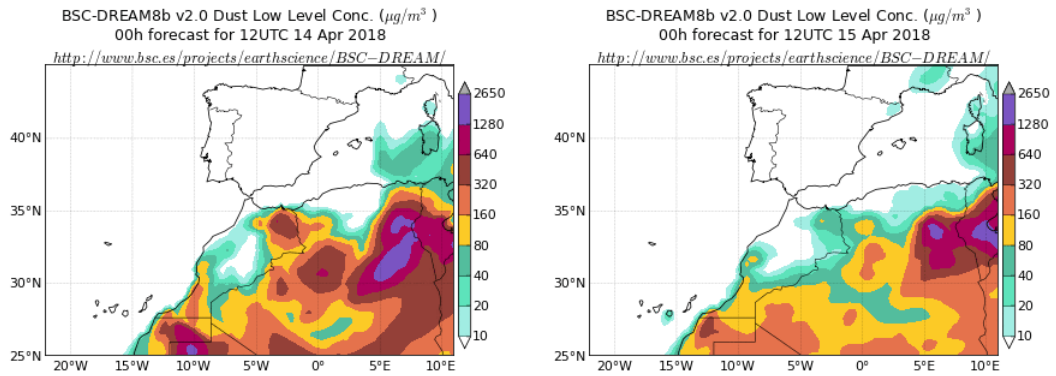 BSC-DREAM8b v2.0 Dust Low Level Conc. (μg/m³ )
00h forecast for 12UTC 14 Apr 2018
http://www.bsc.es/projects/earthscience/BSC−DREAM/
40°N
35°N
30°N
25°N
20°W
15°W
10°W
5°W
0°
5°E
10°E
2650
1280
640
320
160
80
40
20
10
BSC-DREAM8b v2.0 Dust Low Level Conc. (μg/m³ )
00h forecast for 12UTC 15 Apr 2018
http://www.bsc.es/projects/earthscience/BSC−DREAM/
40°N
35°N
30°N
25°N
20°W
15°W
10°W
5°W
0°
5°E
10°E
2650
1280
640
320
160
80
40
20
10